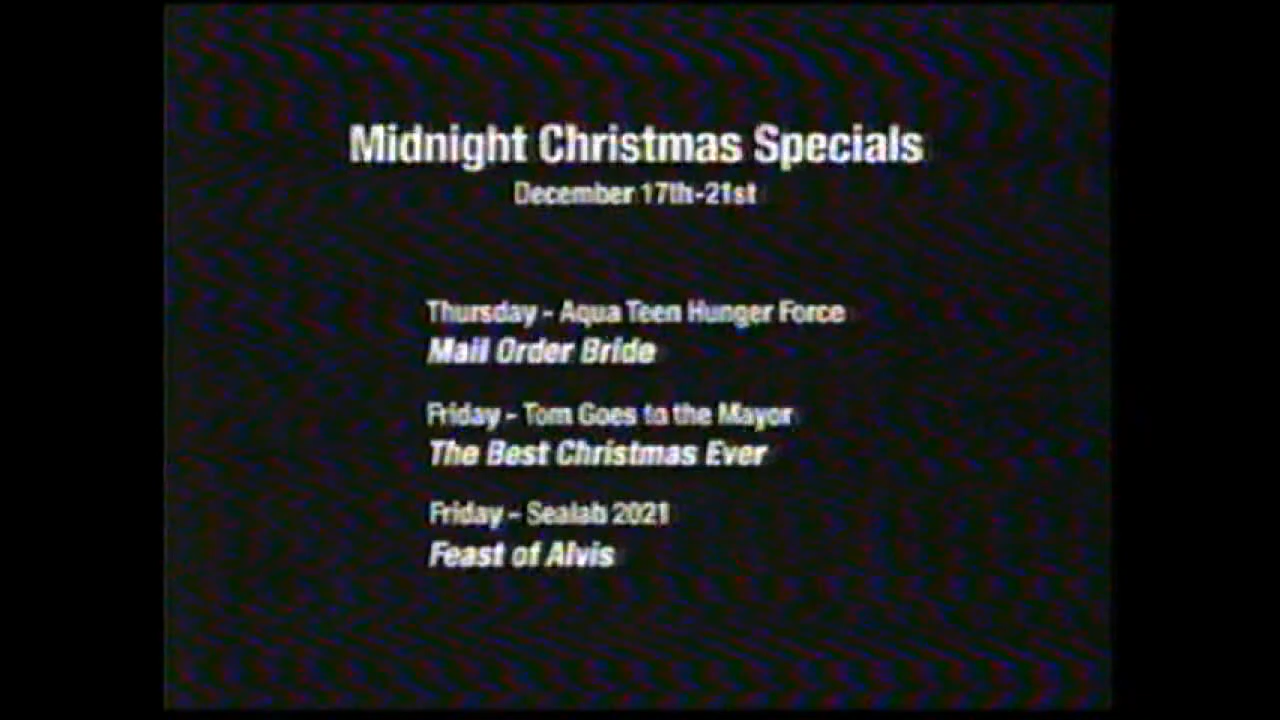 Midnight Christmas Specials
December 17th-21st
Thursday - Aqua Teen Hunger Force
Mail Order Bride
Friday - Tom Goes to the Mayor
The Best Christmas Ever
Friday - Sealab 2021
Feast of Alvis